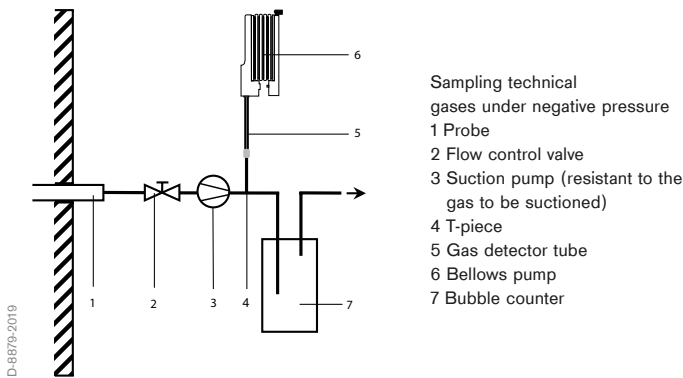 6
5
1
2
3
4
7
D-8879-2019
Sampling technical
gases under negative pressure
1 Probe
2 Flow control valve
3 Suction pump (resistant to the
gas to be suctioned)
4 T-piece
5 Gas detector tube
6 Bellows pump
7 Bubble counter